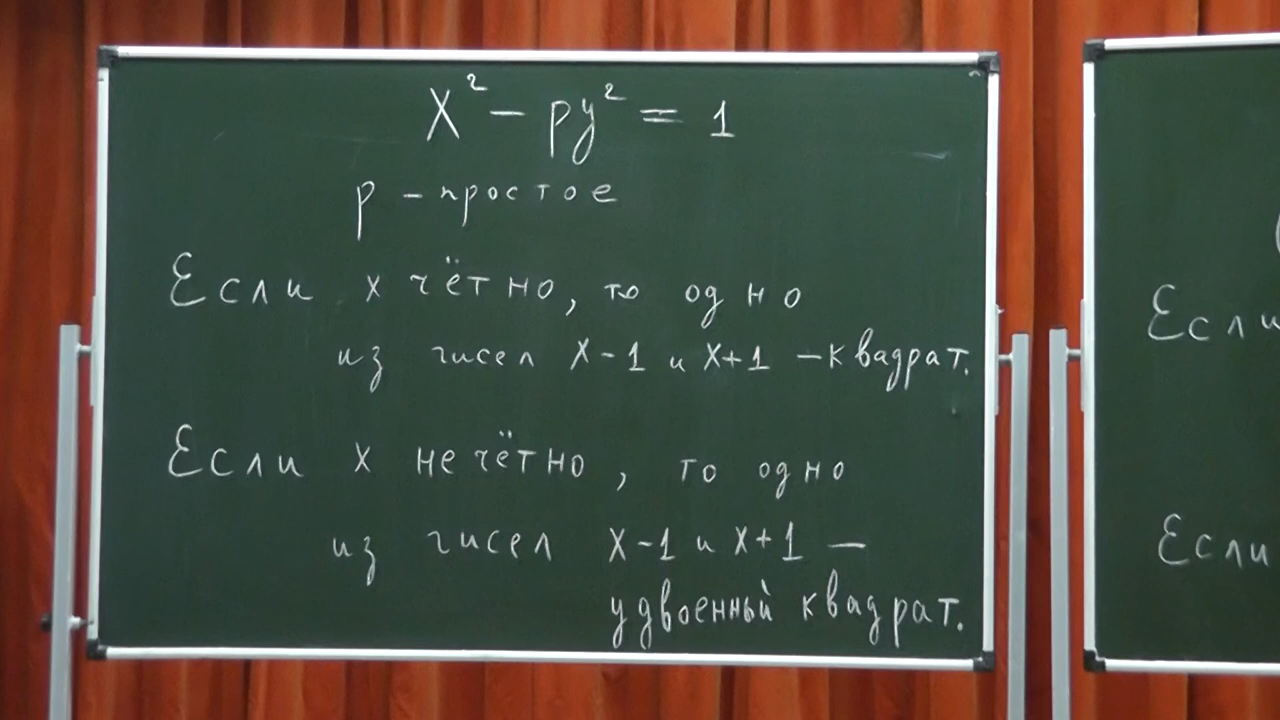 x² - py² = 1
p - простое
Если x чётно, то одно
из чисел x-1 и x+1 - квадрат.
Если x нечётно, то одно
из чисел x-1 и x+1 —
удвоенный квадрат.
Если
Если